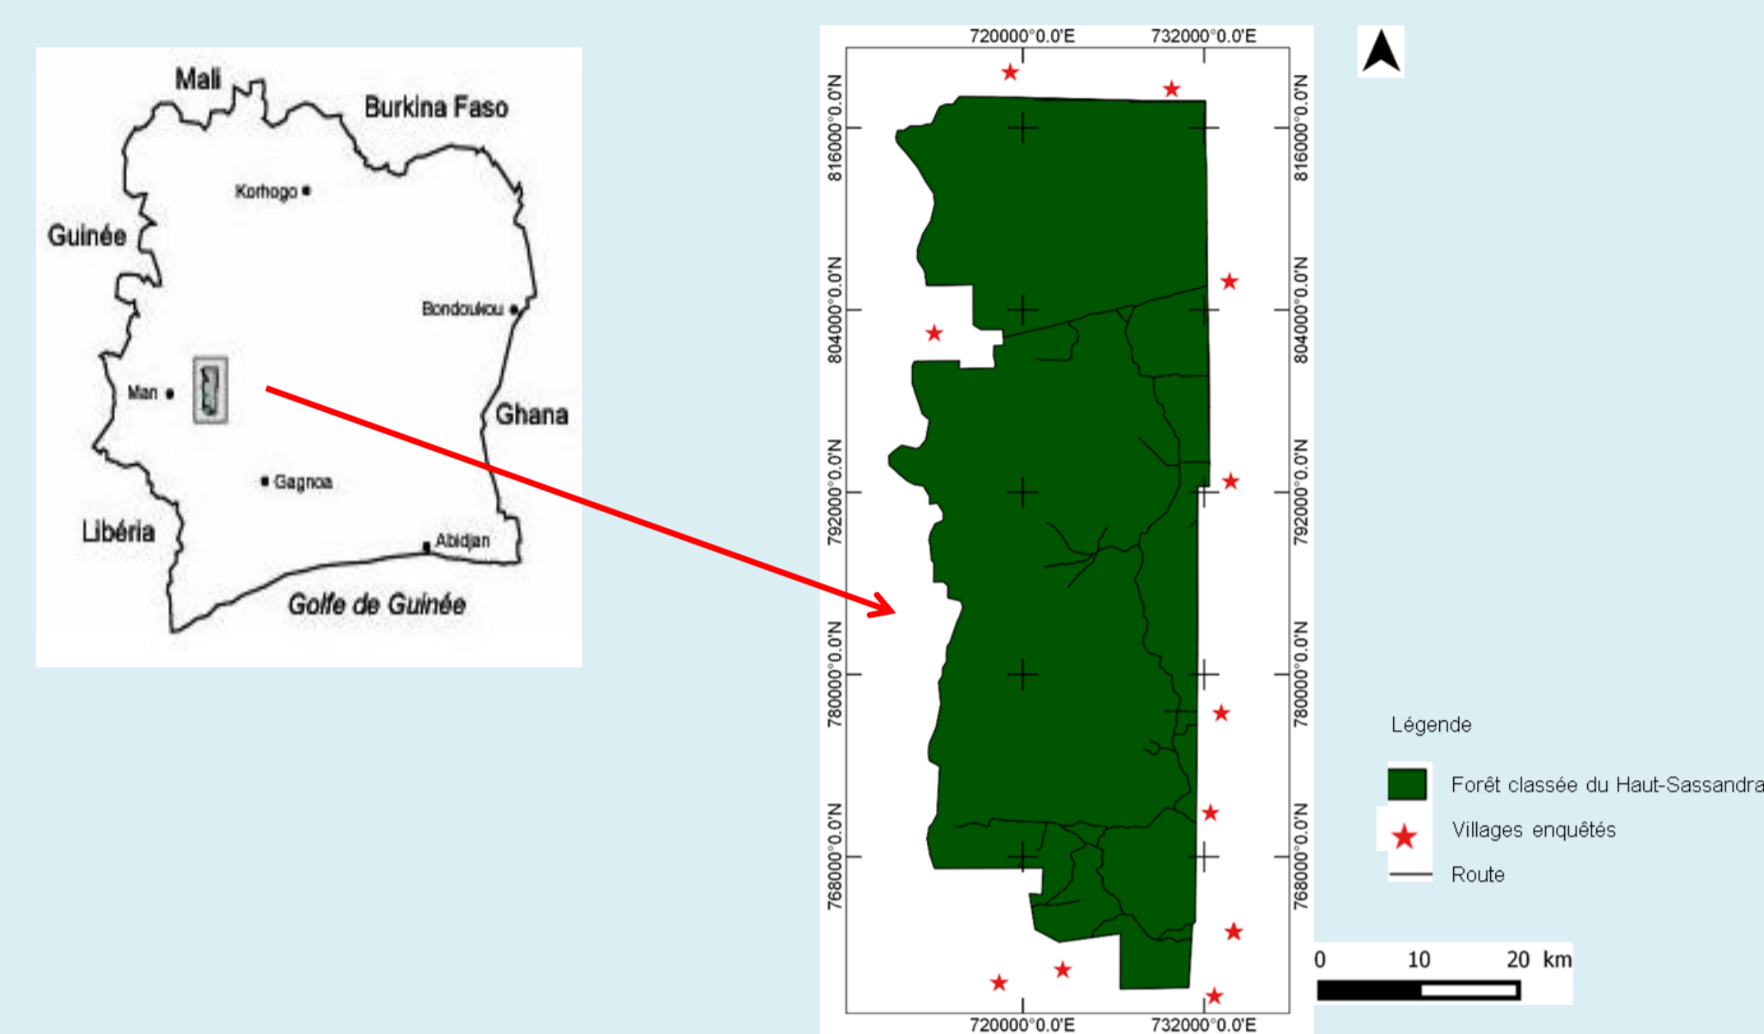 Mali
Burkina Faso
Korhogo
Guinée
Bondoukou
Man
Ghana
Gagnoa
Libéria
Abidjan
Golfe de Guinée
720000°0.0'E 732000°0.0'E
816000°0.0'N 816000°0.0'N
804000°0.0'N 804000°0.0'N
792000°0.0'N 792000°0.0'N
780000°0.0'N 780000°0.0'N
768000°0.0'N 768000°0.0'N
720000°0.0'E 732000°0.0'E
Légende
Forêt classée du Haut-Sassandra
Villages enquêtés
Route
0 10 20 km